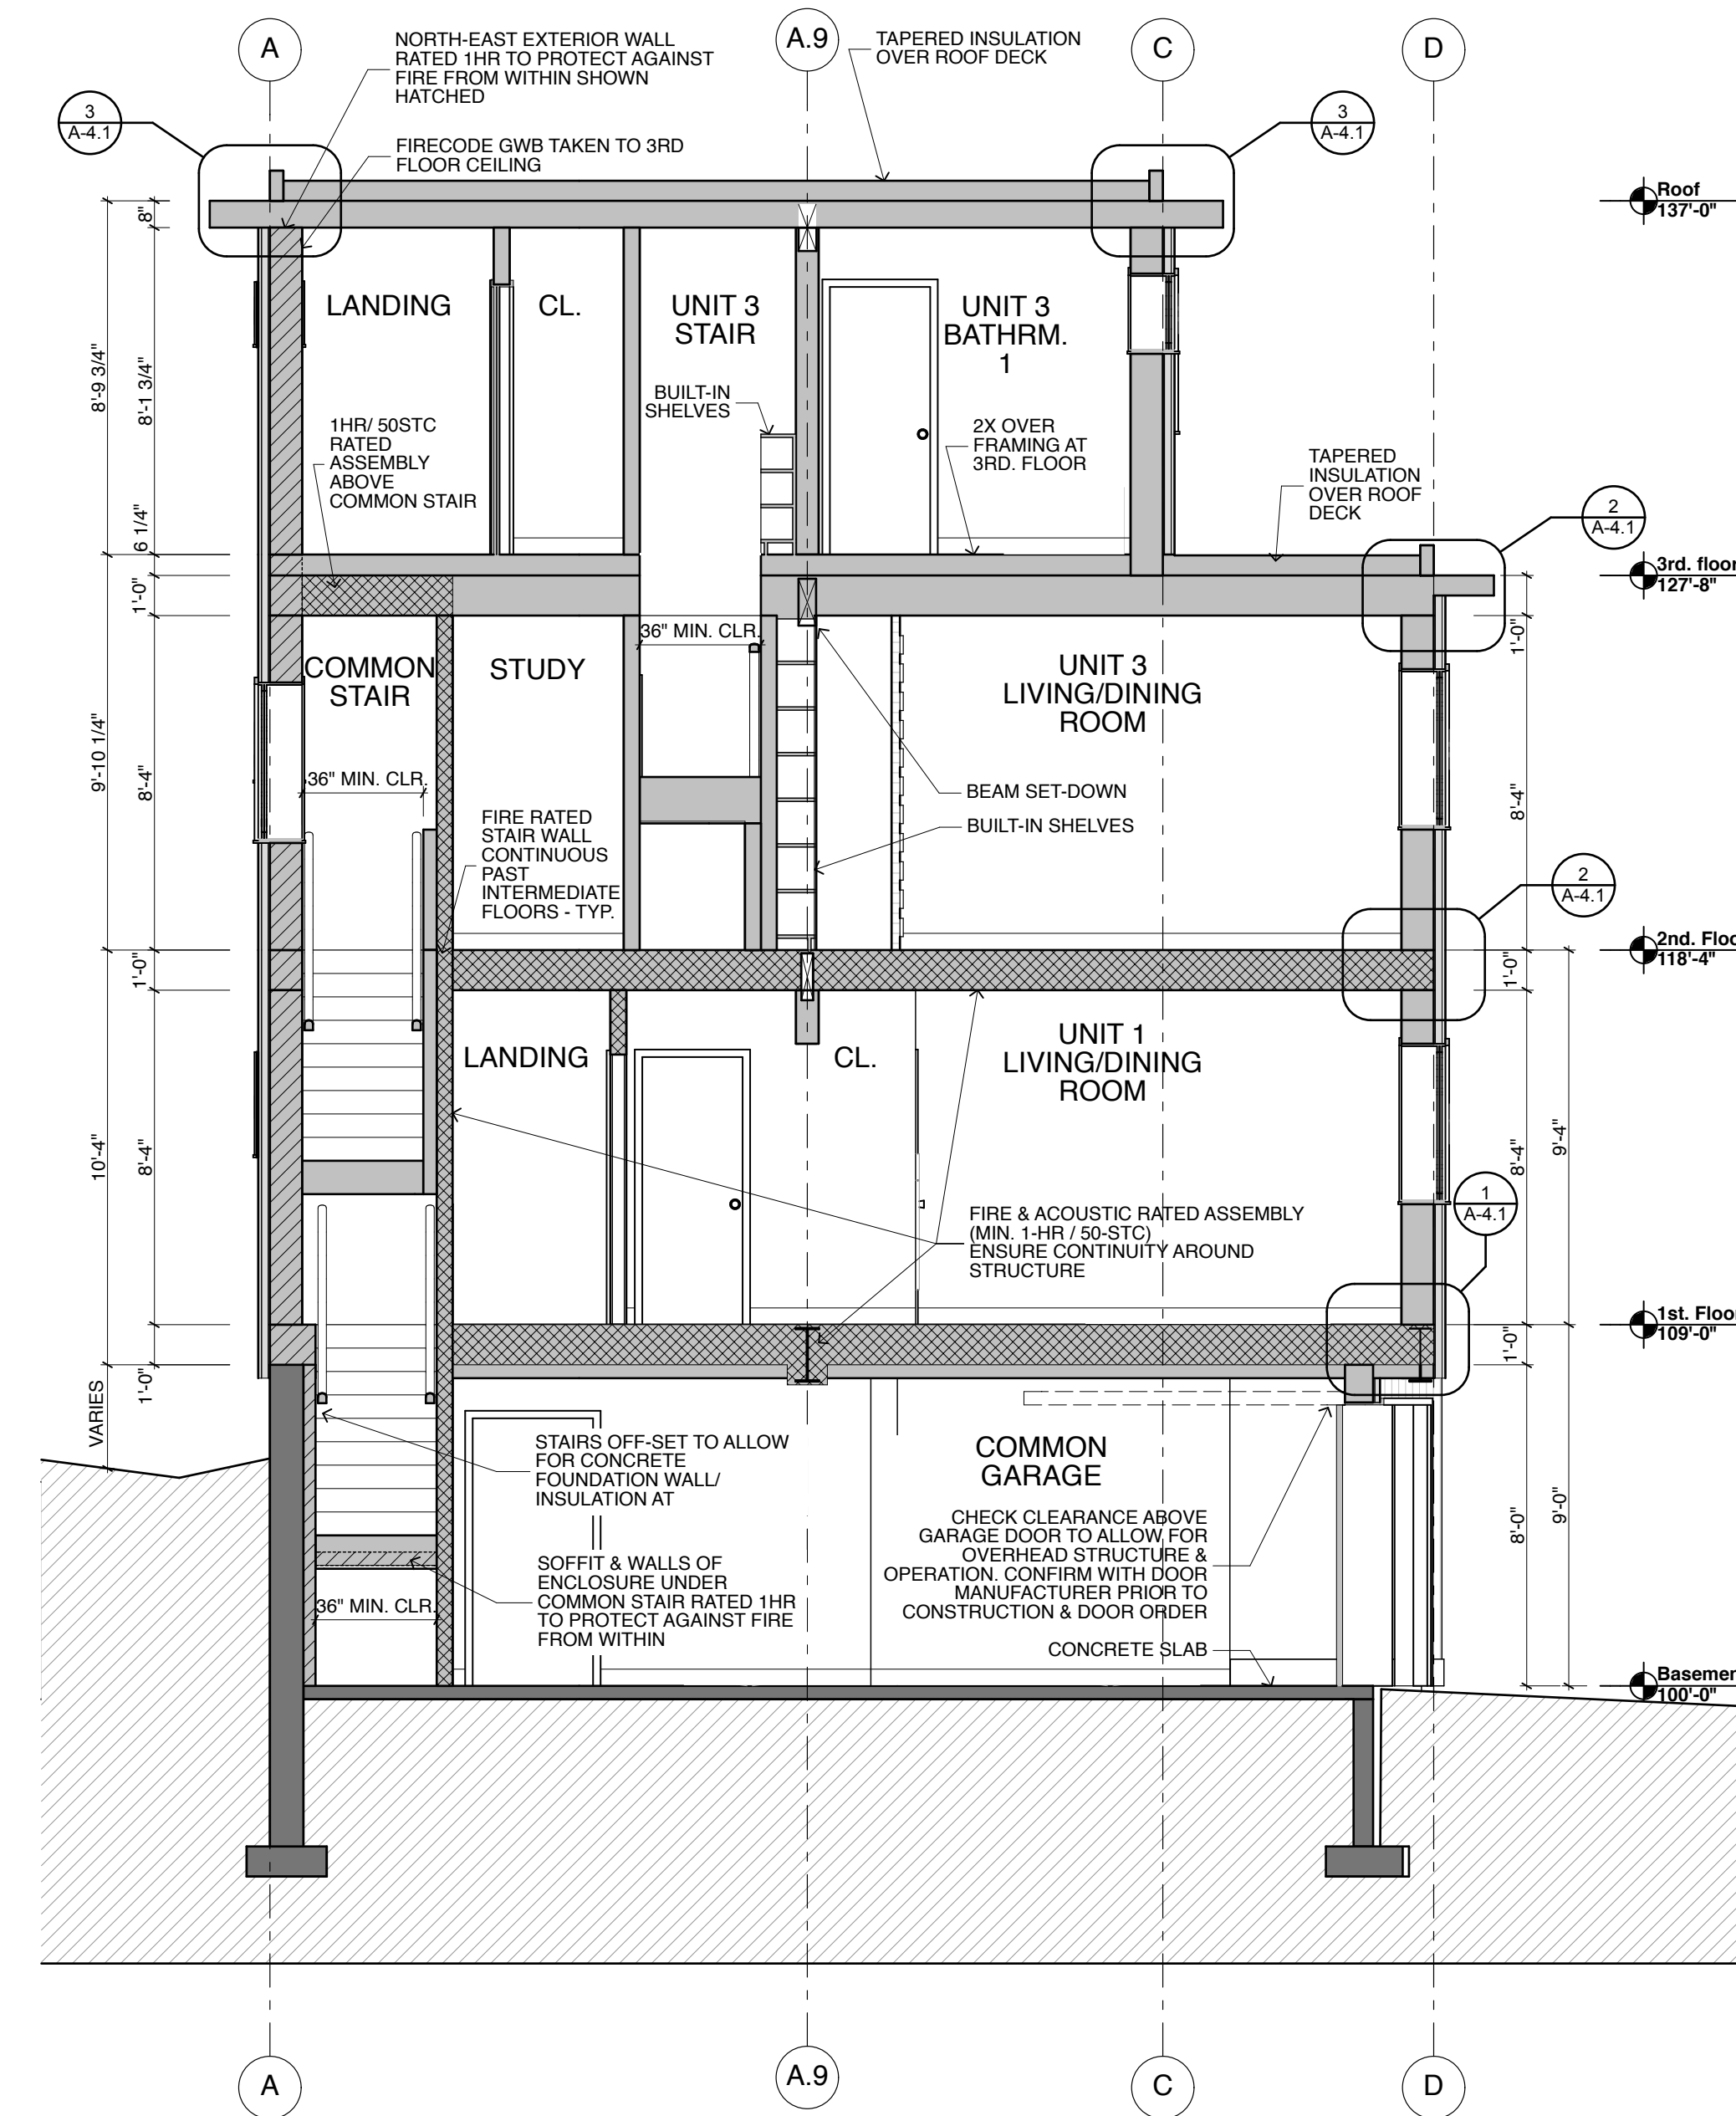 A
A.9
C
D
NORTH-EAST EXTERIOR WALL
RATED 1HR TO PROTECT AGAINST
FIRE FROM WITHIN SHOWN
HATCHED
TAPERED INSULATION
OVER ROOF DECK
3
A-4.1
3
A-4.1
FIRECODE GWB TAKEN TO 3RD
FLOOR CEILING
Roof
137'-0"
8"
8'-9 3/4"
8'-1 3/4"
6 1/4"
LANDING
CL.
UNIT 3
STAIR
UNIT 3
BATHRM.
1
BUILT-IN
SHELVES
1HR/ 50STC
RATED
ASSEMBLY
ABOVE
COMMON STAIR
2X OVER
FRAMING AT
3RD. FLOOR
TAPERED
INSULATION
OVER ROOF
DECK
2
A-4.1
3rd. floor
127'-8"
1'-0"
9'-10 1/4"
8'-4"
COMMON
STAIR
STUDY
36" MIN. CLR.
UNIT 3
LIVING/DINING
ROOM
1'-0"
8'-4"
36" MIN. CLR.
BEAM SET-DOWN
BUILT-IN SHELVES
FIRE RATED
STAIR WALL
CONTINUOUS
PAST
INTERMEDIATE
FLOORS - TYP.
2
A-4.1
2nd. Floo
118'-4"
1'-0"
1'-0"
10'-4"
8'-4"
LANDING
CL.
UNIT 1
LIVING/DINING
ROOM
8'-4"
9'-4"
1
A-4.1
FIRE & ACOUSTIC RATED ASSEMBLY
(MIN. 1-HR / 50-STC)
ENSURE CONTINUITY AROUND
STRUCTURE
1st. Floor
109'-0"
1'-0"
1'-0"
VARIES
STAIRS OFF-SET TO ALLOW
FOR CONCRETE
FOUNDATION WALL/
INSULATION AT
COMMON
GARAGE
CHECK CLEARANCE ABOVE
GARAGE DOOR TO ALLOW FOR
OVERHEAD STRUCTURE &
OPERATION. CONFIRM WITH DOOR
MANUFACTURER PRIOR TO
CONSTRUCTION & DOOR ORDER
8'-0"
9'-0"
SOFFIT & WALLS OF
ENCLOSURE UNDER
COMMON STAIR RATED 1HR
TO PROTECT AGAINST FIRE
FROM WITHIN
36" MIN. CLR.
CONCRETE SLAB
Basemen
100'-0"
A
A.9
C
D